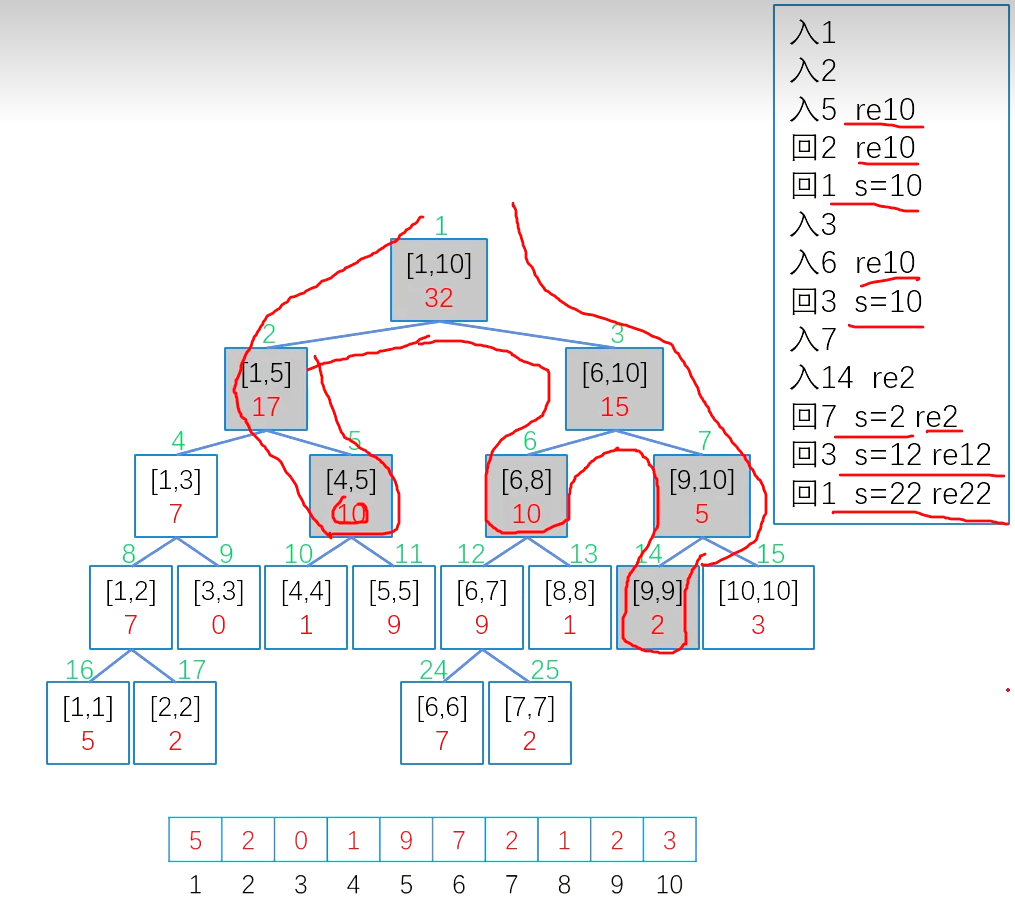 入1
入2
入5 re10
回2 re10
回1 s=10
入3
入6 re10
回3 s=10
入7
入14 re2
回7 s=2 re2
回3 s=12 re12
回1 s=22 re22
1
[1,10]
32
2 3
[1,5] [6,10]
17 15
4 5 6 7
[1,3] [4,5] [6,8] [9,10]
7 10 10 5
8 9 10 11 12 13 14 15
[1,2] [3,3] [4,4] [5,5] [6,7] [8,8] [9,9] [10,10]
7 0 1 9 9 1 2 3
16 17 24 25
[1,1] [2,2] [6,6] [7,7]
5 2 7 2
5 2 0 1 9 7 2 1 2 3
1 2 3 4 5 6 7 8 9 10